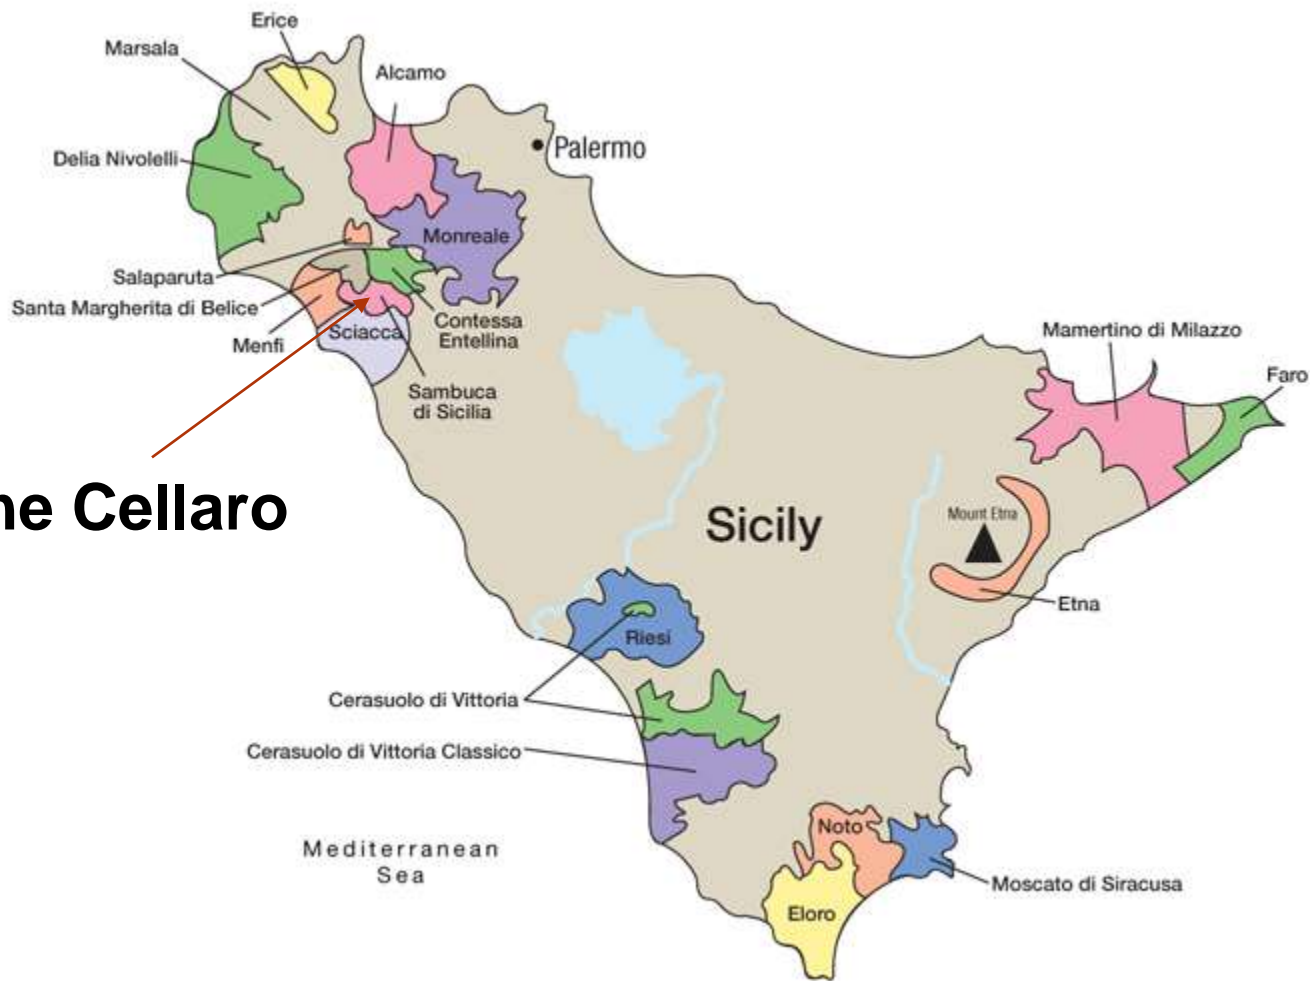 Erice
Marsala
Alcamo
Palermo
Delia Nivolelli
Monreale
Salaparuta
Santa Margherita di Belice
Menfi
Sciacca
Contessa
Entellina
Sambuca
di Sicilia
Mamertino di Milazzo
Faro
ne Cellaro
Sicily
Mount Etna
Etna
Riesi
Cerasuolo di Vittoria
Cerasuolo di Vittoria Classico
Mediterranean
Sea
Noto
Moscato di Siracusa
Eloro